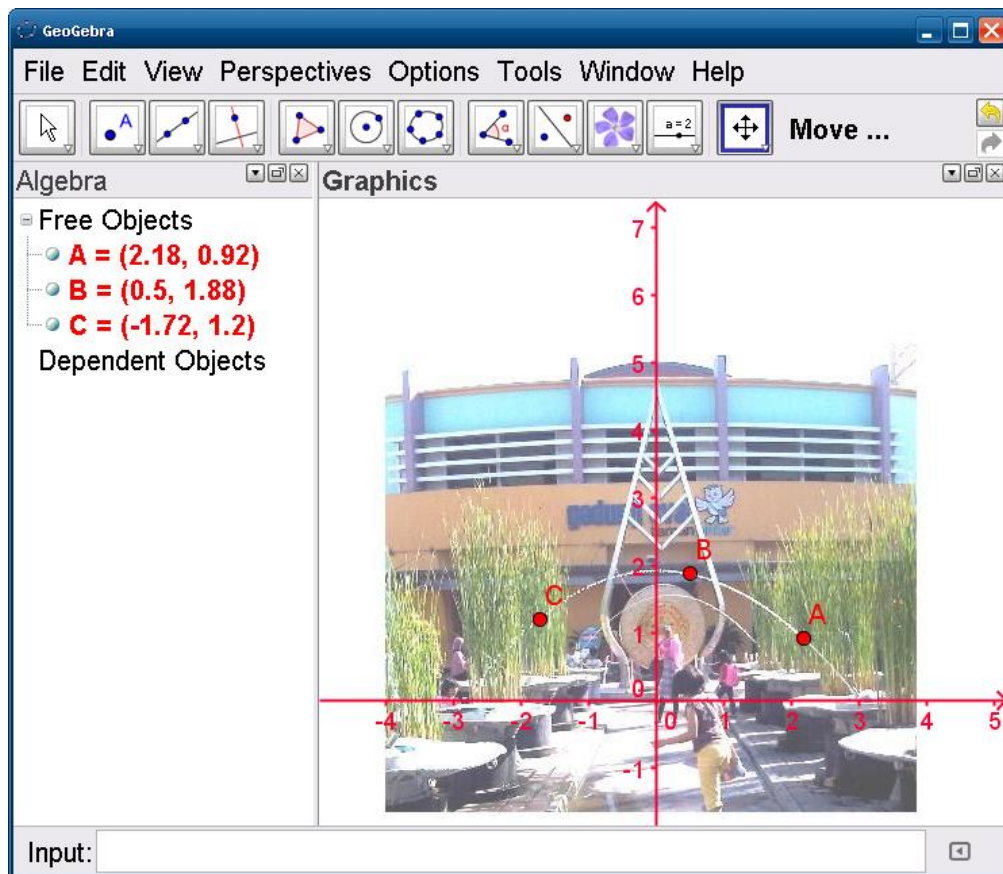 GeoGebra
File Edit View Perspectives Options Tools Window Help
A
α
a=2
Move ...
Algebra
Graphics
Free Objects
A = (2.18, 0.92)
B = (0.5, 1.88)
C = (-1.72, 1.2)
Dependent Objects
7
6
5
4
3
2
1
0
-1
-4 -3 -2 -1 0 1 2 3 4 5
B
C
A
Input: